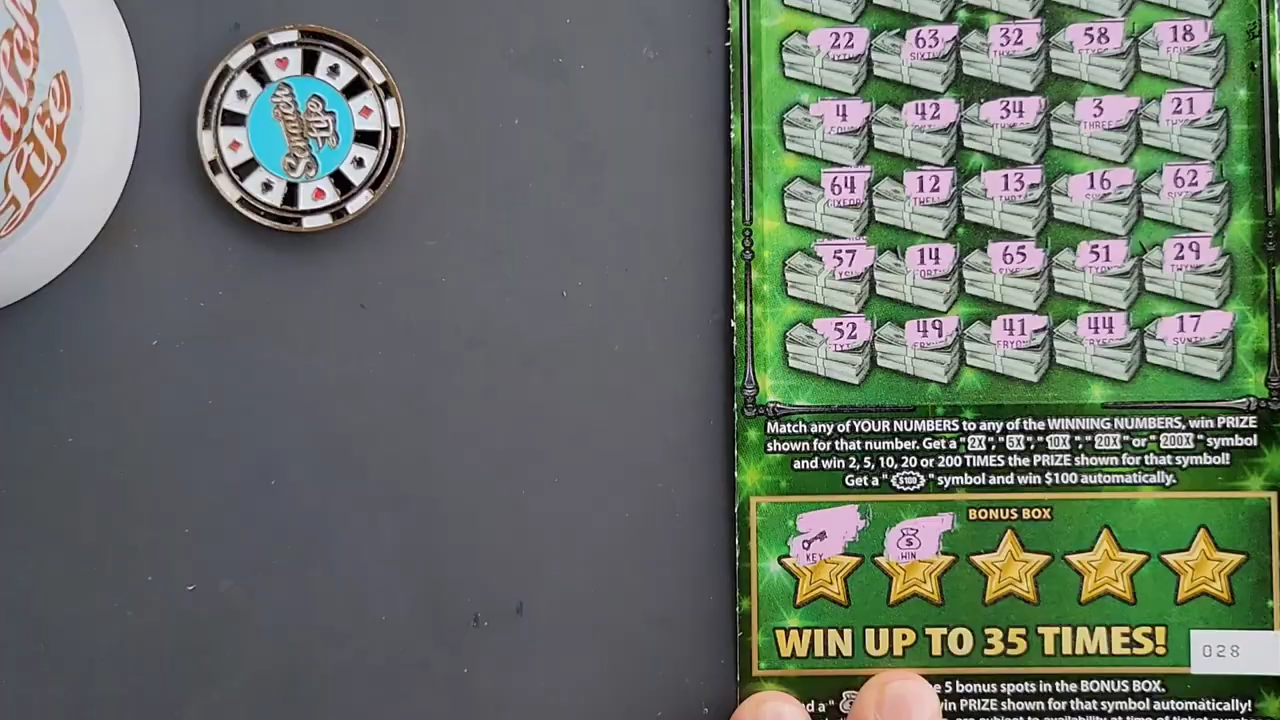 Scratch Life
Scratch Life
22 63 32 58 18
4 42 34 3 21
THREE
64 12 13 16 62
57 14 65 51 29
52 49 41 44 17
Match any of YOUR NUMBERS to any of the WINNING NUMBERS, win PRIZE
shown for that number. Get a "2X", "5X", "10X", "20X" or "200X" symbol
and win 2, 5, 10, 20 or 200 TIMES the PRIZE shown for that symbol!
Get a "$100" symbol and win $100 automatically.
BONUS BOX
KEY WIN
WIN UP TO 35 TIMES!
028
5 bonus spots in the BONUS BOX.
PRIZE shown for that symbol automatically!